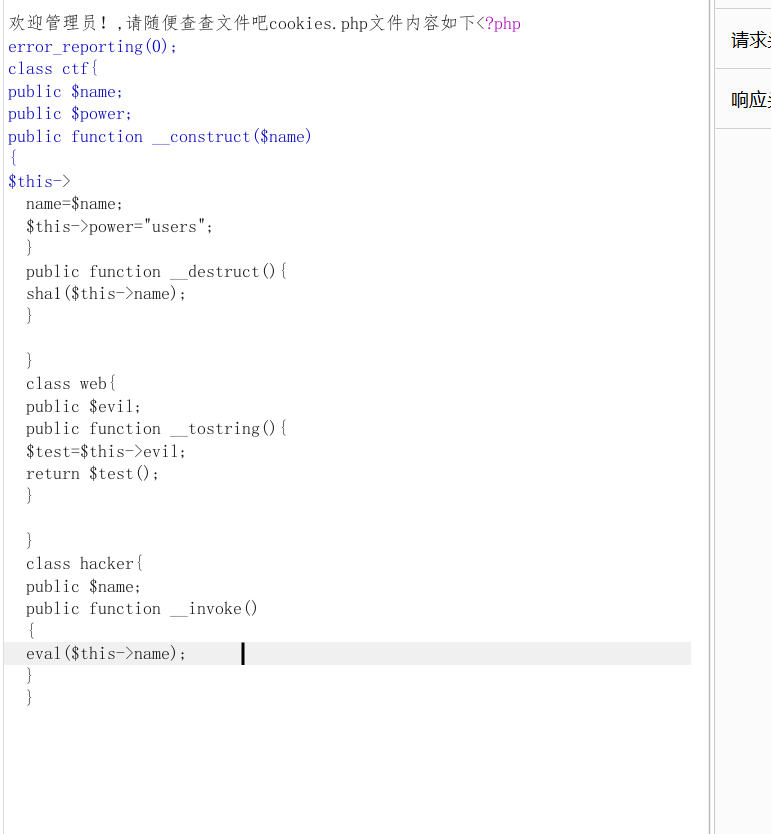 欢迎管理员！,请随便查查文件吧cookies.php文件内容如下<?php
error_reporting(0);
class ctf{
public $name;
public $power;
public function __construct($name)
{
$this->
name=$name;
$this->power="users";
}
public function __destruct(){
sha1($this->name);
}
}
class web{
public $evil;
public function __tostring(){
$test=$this->evil;
return $test();
}
}
class hacker{
public $name;
public function __invoke()
{
eval($this->name);
}
}
请求
响应